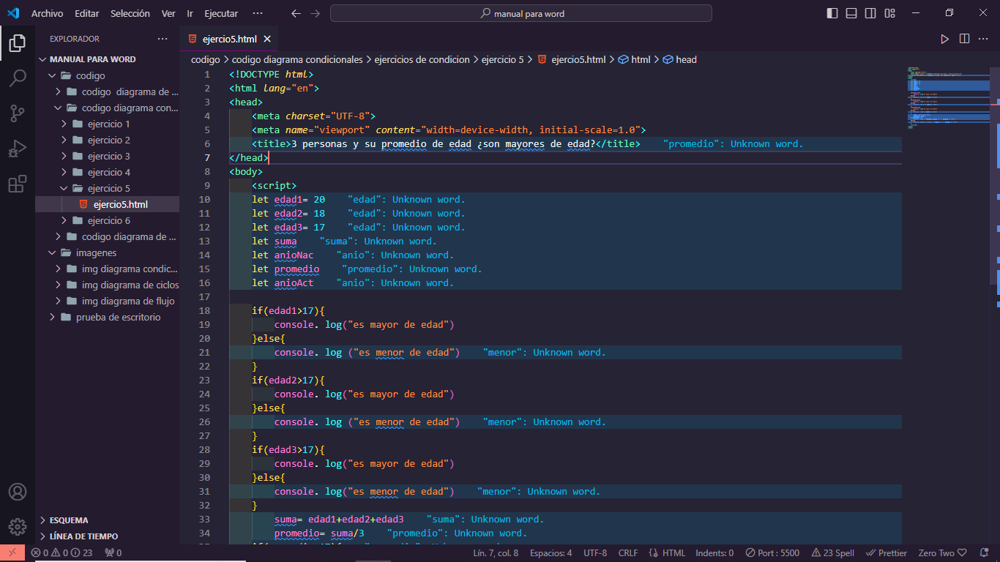 Archivo Editar Selección Ver Ir Ejecutar ··· manual para word
EXPLORADOR ···
MANUAL PARA WORD
codigo
codigo diagrama de ...
codigo diagrama con...
ejercicio 1
ejercicio 2
ejercicio 3
ejercicio 4
ejercicio 5
ejercio5.html
ejercicio 6
codigo diagrama de ...
imagenes
img diagrama condic...
img diagrama de ciclos
img diagrama de flujo
prueba de escritorio
ESQUEMA
LÍNEA DE TIEMPO
ejercio5.html
codigo > codigo diagrama condicionales > ejercicios de condicion > ejercicio 5 > ejercio5.html > html > head
1 <!DOCTYPE html>
2 <html lang="en">
3 <head>
4 <meta charset="UTF-8">
5 <meta name="viewport" content="width=device-width, initial-scale=1.0">
6 <title>3 personas y su promedio de edad ¿son mayores de edad?</title> "promedio": Unknown word.
7 </head>
8 <body>
9 <script>
10 let edad1= 20 "edad": Unknown word.
11 let edad2= 18 "edad": Unknown word.
12 let edad3= 17 "edad": Unknown word.
13 let suma "suma": Unknown word.
14 let anioNac "anio": Unknown word.
15 let promedio "promedio": Unknown word.
16 let anioAct "anio": Unknown word.
17
18 if(edad1>17){
19 console. log("es mayor de edad")
20 }else{
21 console. log ("es menor de edad") "menor": Unknown word.
22 }
23 if(edad2>17){
24 console. log("es mayor de edad")
25 }else{
26 console. log ("es menor de edad") "menor": Unknown word.
27 }
28 if(edad3>17){
29 console. log("es mayor de edad")
30 }else{
31 console. log("es menor de edad") "menor": Unknown word.
32 }
33 suma= edad1+edad2+edad3 "suma": Unknown word.
34 promedio= suma/3 "promedio": Unknown word.
0 0 23 0 Lín. 7, col. 8 Espacios: 4 UTF-8 CRLF HTML Indents: 0 Port : 5500 23 Spell Prettier Zero Two